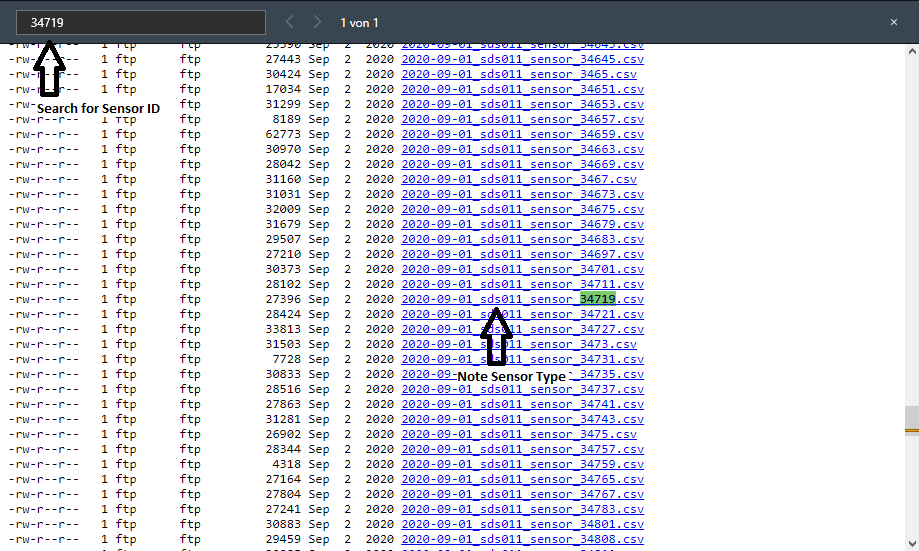 34719 1 von 1 ×
-rw-r--r-- 1 ftp ftp 25390 Sep 2 2020 2020-09-01_sds011_sensor_34643.csv
-rw-r--r-- 1 ftp ftp 27443 Sep 2 2020 2020-09-01_sds011_sensor_34645.csv
-rw-r--r-- 1 ftp ftp 30424 Sep 2 2020 2020-09-01_sds011_sensor_3465.csv
-rw-r--r-- 1 ftp ftp 17034 Sep 2 2020 2020-09-01_sds011_sensor_34651.csv
-rw- 1 ftp ftp 31299 Sep 2 2020 2020-09-01_sds011_sensor_34653.csv
Search for Sensor ID
-rw-r--r-- 1 ftp ftp 8189 Sep 2 2020 2020-09-01_sds011_sensor_34657.csv
-rw-r--r-- 1 ftp ftp 62773 Sep 2 2020 2020-09-01_sds011_sensor_34659.csv
-rw-r--r-- 1 ftp ftp 30970 Sep 2 2020 2020-09-01_sds011_sensor_34663.csv
-rw-r--r-- 1 ftp ftp 28042 Sep 2 2020 2020-09-01_sds011_sensor_34669.csv
-rw-r--r-- 1 ftp ftp 31160 Sep 2 2020 2020-09-01_sds011_sensor_3467.csv
-rw-r--r-- 1 ftp ftp 31031 Sep 2 2020 2020-09-01_sds011_sensor_34673.csv
-rw-r--r-- 1 ftp ftp 32009 Sep 2 2020 2020-09-01_sds011_sensor_34675.csv
-rw-r--r-- 1 ftp ftp 31679 Sep 2 2020 2020-09-01_sds011_sensor_34679.csv
-rw-r--r-- 1 ftp ftp 29507 Sep 2 2020 2020-09-01_sds011_sensor_34683.csv
-rw-r--r-- 1 ftp ftp 27210 Sep 2 2020 2020-09-01_sds011_sensor_34697.csv
-rw-r--r-- 1 ftp ftp 30373 Sep 2 2020 2020-09-01_sds011_sensor_34701.csv
-rw-r--r-- 1 ftp ftp 28102 Sep 2 2020 2020-09-01_sds011_sensor_34711.csv
-rw-r--r-- 1 ftp ftp 27396 Sep 2 2020 2020-09-01_sds011_sensor_34719.csv
-rw-r--r-- 1 ftp ftp 28424 Sep 2 2020 2020-09-01_sds011_sensor_34721.csv
-rw-r--r-- 1 ftp ftp 33813 Sep 2 2020 2020-09-01_sds011_sensor_34727.csv
-rw-r--r-- 1 ftp ftp 31503 Sep 2 2020 2020-09-01_sds011_sensor_3473.csv
-rw-r--r-- 1 ftp ftp 7728 Sep 2 2020 2020-09-01_sds011_sensor_34731.csv
-rw-r--r-- 1 ftp ftp 30833 Sep 2 2020 2020-09-01_sds011_sensor_34735.csv
Note Sensor Type
-rw-r--r-- 1 ftp ftp 28516 Sep 2 2020 2020-09-01_sds011_sensor_34737.csv
-rw-r--r-- 1 ftp ftp 27863 Sep 2 2020 2020-09-01_sds011_sensor_34741.csv
-rw-r--r-- 1 ftp ftp 31281 Sep 2 2020 2020-09-01_sds011_sensor_34743.csv
-rw-r--r-- 1 ftp ftp 26902 Sep 2 2020 2020-09-01_sds011_sensor_3475.csv
-rw-r--r-- 1 ftp ftp 28344 Sep 2 2020 2020-09-01_sds011_sensor_34757.csv
-rw-r--r-- 1 ftp ftp 4318 Sep 2 2020 2020-09-01_sds011_sensor_34759.csv
-rw-r--r-- 1 ftp ftp 27164 Sep 2 2020 2020-09-01_sds011_sensor_34765.csv
-rw-r--r-- 1 ftp ftp 27804 Sep 2 2020 2020-09-01_sds011_sensor_34767.csv
-rw-r--r-- 1 ftp ftp 27241 Sep 2 2020 2020-09-01_sds011_sensor_34783.csv
-rw-r--r-- 1 ftp ftp 30883 Sep 2 2020 2020-09-01_sds011_sensor_34801.csv
-rw-r--r-- 1 ftp ftp 29459 Sep 2 2020 2020-09-01_sds011_sensor_34808.csv